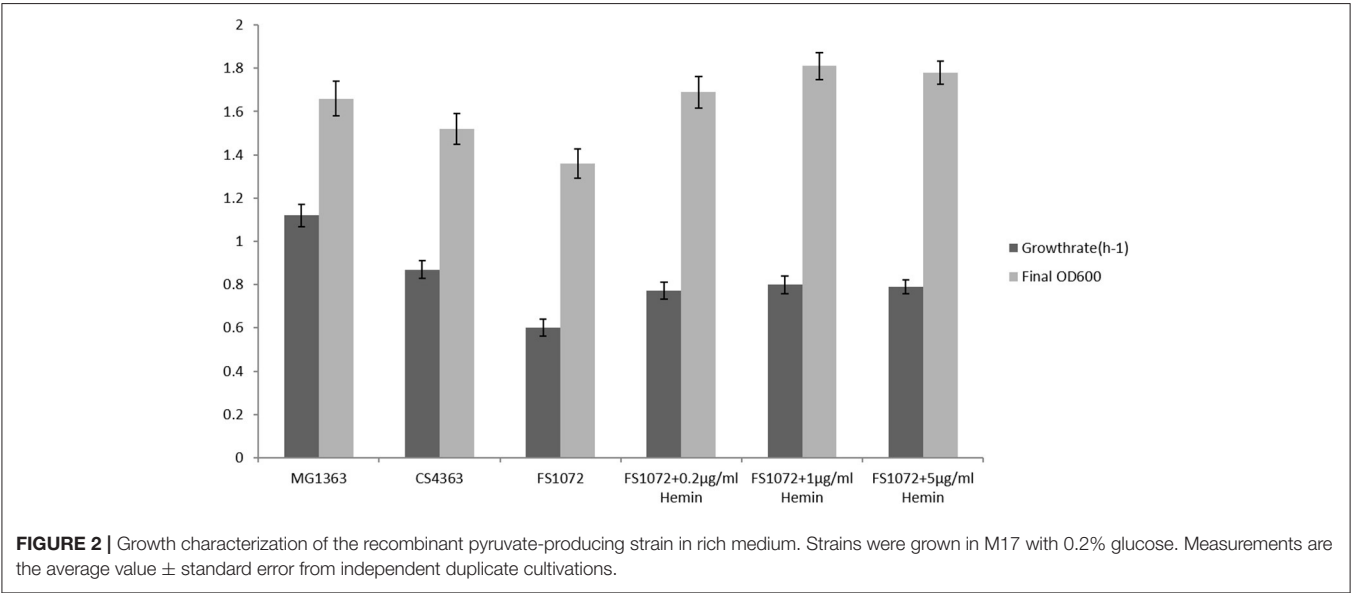 2
1.8
1.6
1.4
1.2
1
0.8
0.6
0.4
0.2
0
MG1363
CS4363
FS1072
FS1072+0.2µg/ml
Hemin
FS1072+1µg/ml
Hemin
FS1072+5µg/ml
Hemin
Growthrate(h-1)
Final OD600
FIGURE 2 | Growth characterization of the recombinant pyruvate-producing strain in rich medium. Strains were grown in M17 with 0.2% glucose. Measurements are
the average value ± standard error from independent duplicate cultivations.